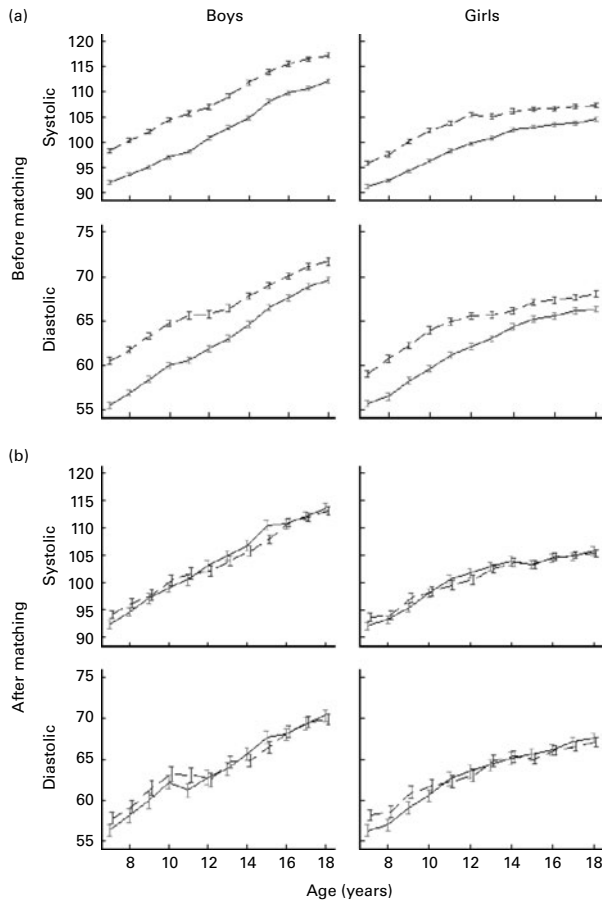 (a)
Boys
Girls
Before matching
Systolic
120
115
110
105
100
95
90
Diastolic
75
70
65
60
55
(b)
After matching
Systolic
120
115
110
105
100
95
90
Diastolic
75
70
65
60
55
8 10 12 14 16 18 8 10 12 14 16 18
Age (years)